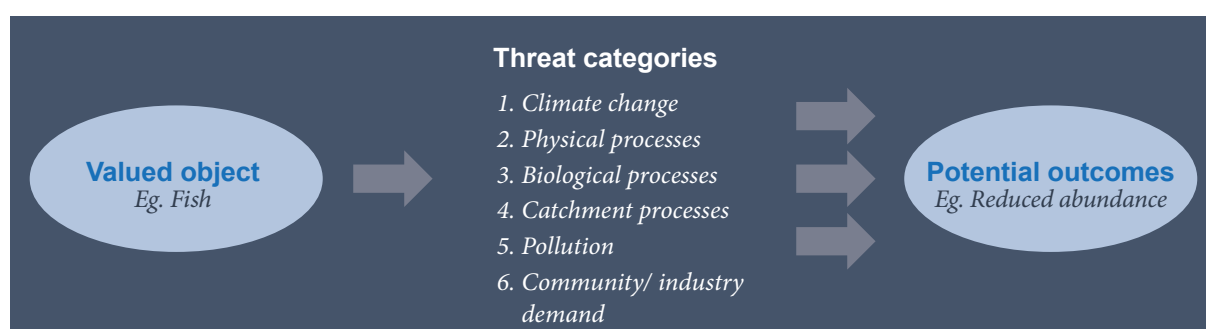 Threat categories
1. Climate change
2. Physical processes
3. Biological processes
4. Catchment processes
5. Pollution
6. Community/ industry
demand
Valued object
Eg. Fish
Potential outcomes
Eg. Reduced abundance